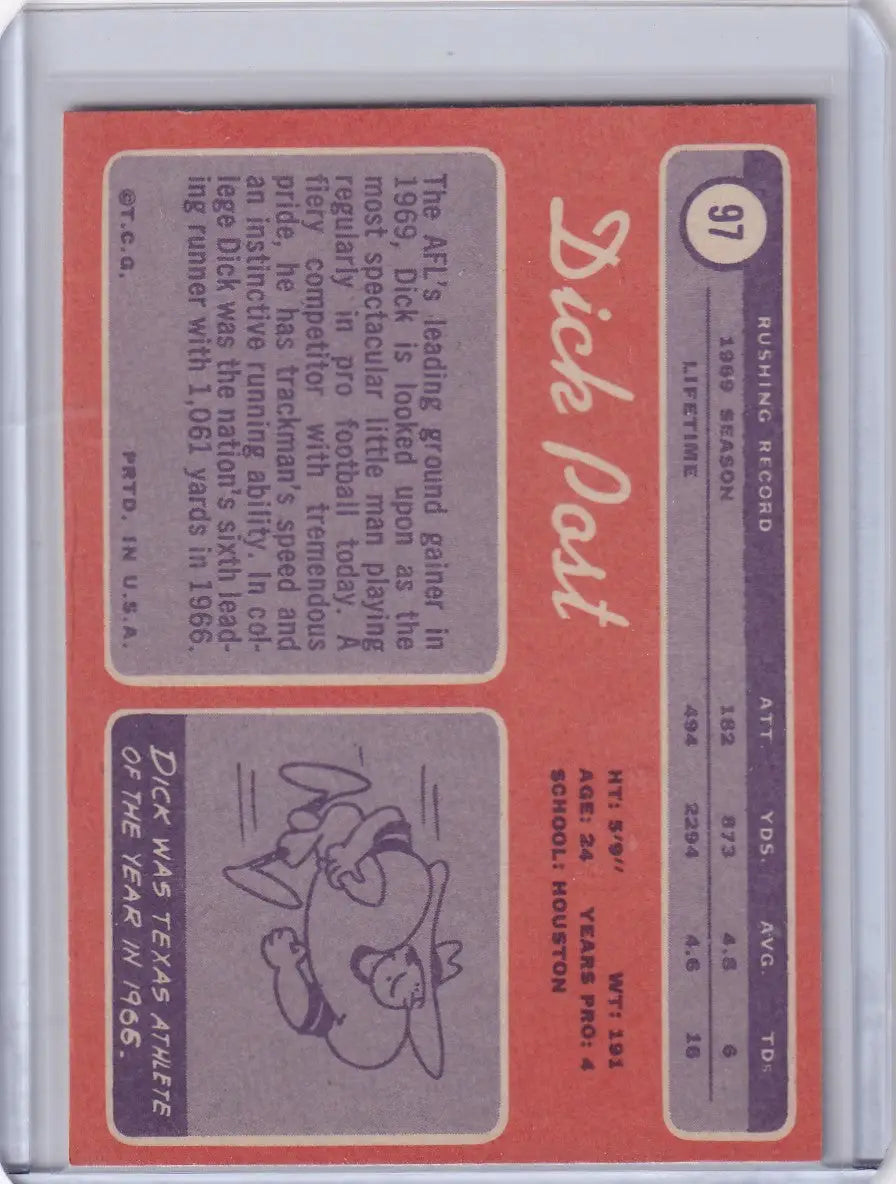 97
RUSHING RECORD ATT. YDS. AVG. TDs
1969 SEASON 182 873 4.8 6
LIFETIME 494 2294 4.6 16
Dick Post
HT: 5'9" WT: 191
AGE: 24 YEARS PRO: 4
SCHOOL: HOUSTON
The AFL's leading ground gainer in
1969, Dick is looked upon as the
most spectacular little man playing
regularly in pro football today. A
fiery competitor with tremendous
pride, he has trackman's speed and
an instinctive running ability. In col-
lege Dick was the nation's sixth lead-
ing runner with 1,061 yards in 1966.
©T.C.G. PRTD. IN U.S.A.
DICK WAS TEXAS ATHLETE
OF THE YEAR IN 1966.